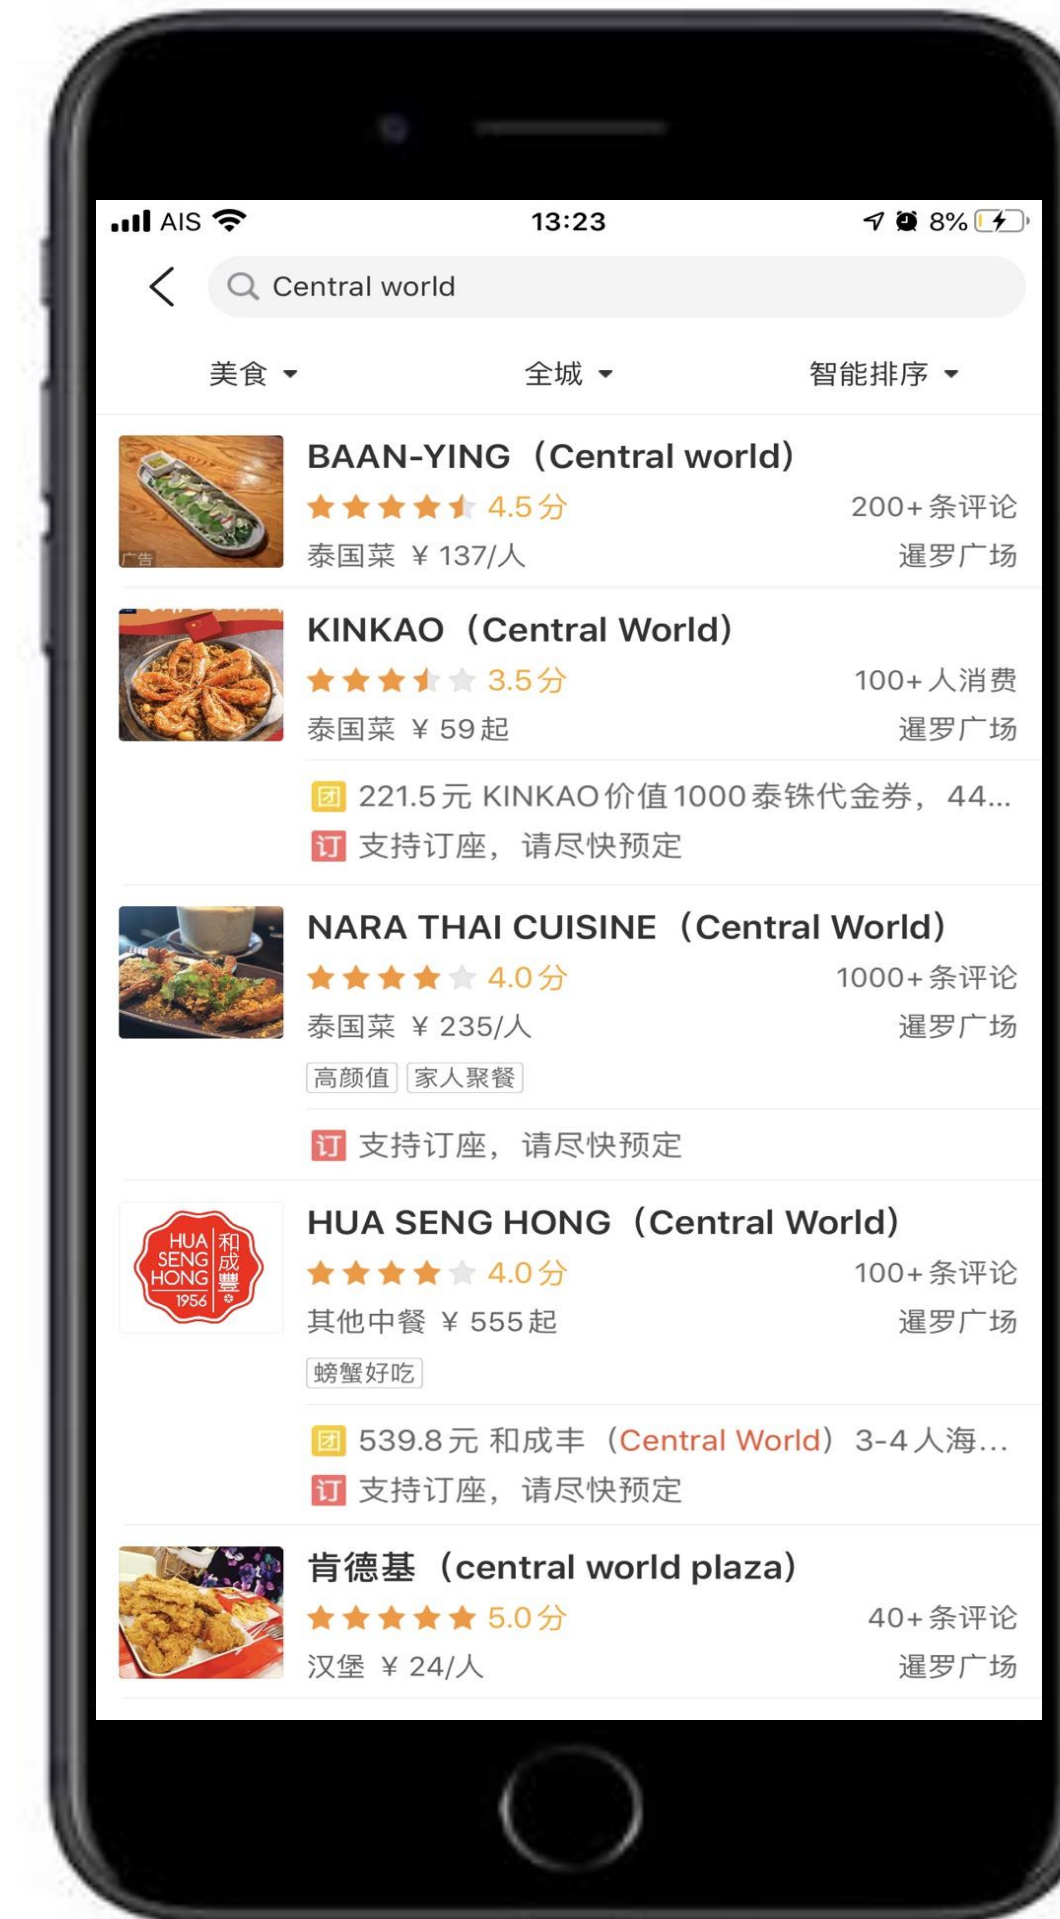 AIS 13:23 8%
Central world
美食 全城 智能排序
BAAN-YING（Central world）
4.5分 200+条评论
广告
泰国菜 ¥ 137/人 暹罗广场
KINKAO（Central World）
3.5分 100+人消费
泰国菜 ¥ 59起 暹罗广场
团 221.5元 KINKAO价值1000泰铢代金券，44...
订 支持订座，请尽快预定
NARA THAI CUISINE（Central World）
4.0分 1000+条评论
泰国菜 ¥ 235/人 暹罗广场
高颜值 家人聚餐
订 支持订座，请尽快预定
HUA SENG HONG（Central World）
HUA
SENG
HONG
1956
和成豐
4.0分 100+条评论
其他中餐 ¥ 555起 暹罗广场
螃蟹好吃
团 539.8元 和成丰（Central World）3-4人海...
订 支持订座，请尽快预定
肯德基（central world plaza）
5.0分 40+条评论
汉堡 ¥ 24/人 暹罗广场